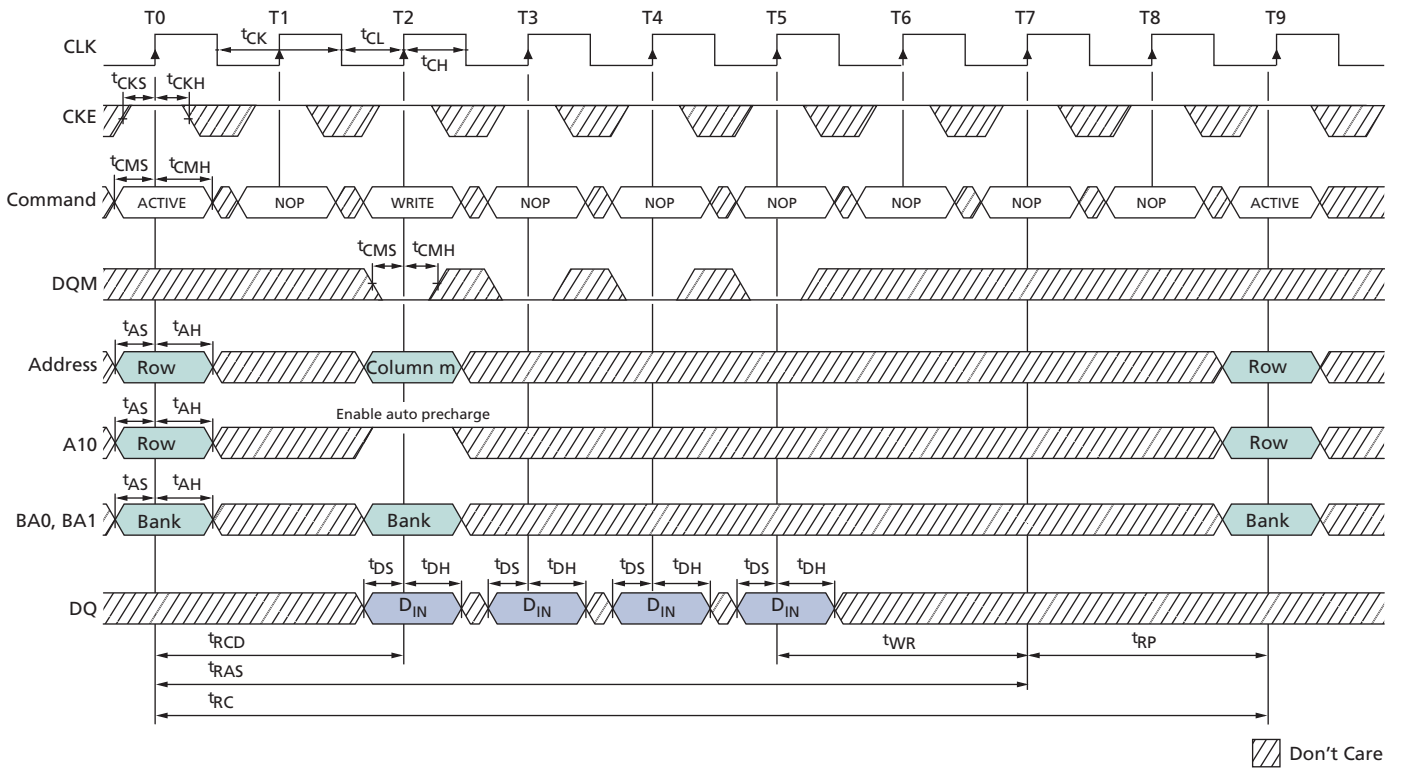 T0 T1 T2 T3 T4 T5 T6 T7 T8 T9
CLK tCK tCL tCH
tCKS tCKH
CKE
tCMS tCMH
Command ACTIVE NOP WRITE NOP NOP NOP NOP NOP NOP ACTIVE
tCMS tCMH
DQM
tAS tAH
Address Row Column m Row
tAS tAH Enable auto precharge
A10 Row Row
tAS tAH
BA0, BA1 Bank Bank Bank
tDS tDH tDS tDH tDS tDH tDS tDH
DQ DIN DIN DIN DIN
tRCD tWR tRP
tRAS
tRC
Don't Care